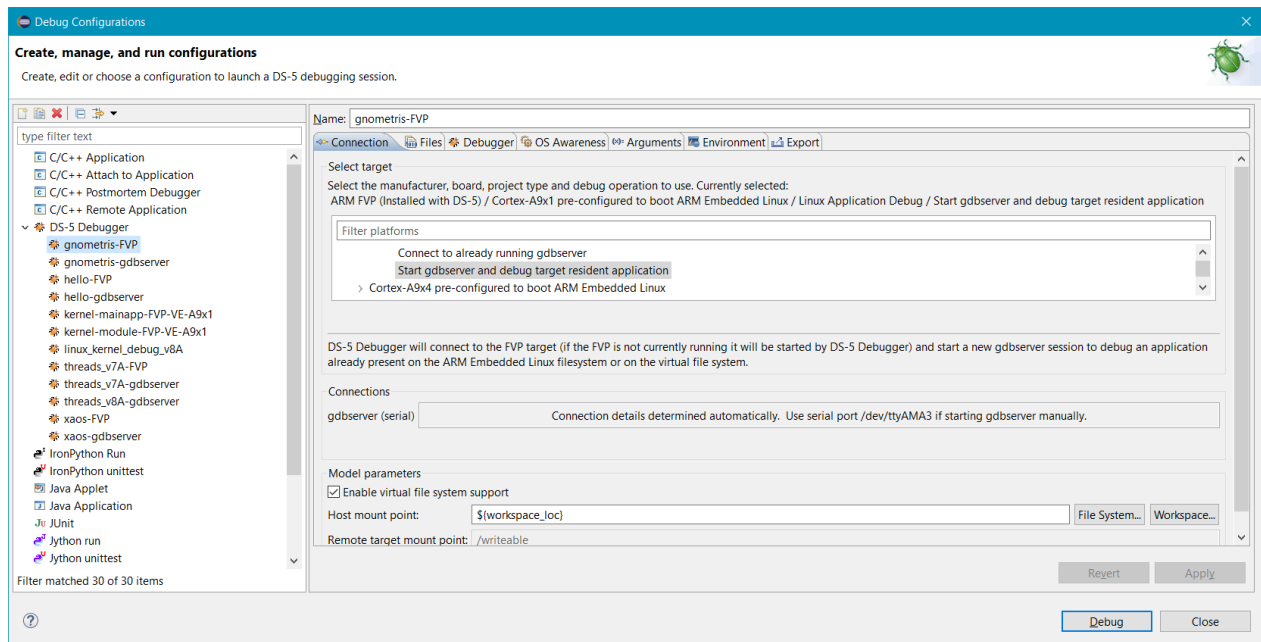 Debug Configurations
Create, manage, and run configurations
Create, edit or choose a configuration to launch a DS-5 debugging session.
type filter text
C/C++ Application
C/C++ Attach to Application
C/C++ Postmortem Debugger
C/C++ Remote Application
DS-5 Debugger
gnometris-FVP
gnometris-gdbserver
hello-FVP
hello-gdbserver
kernel-mainapp-FVP-VE-A9x1
kernel-module-FVP-VE-A9x1
linux_kernel_debug_v8A
threads_v7A-FVP
threads_v7A-gdbserver
threads_v8A-gdbserver
xaos-FVP
xaos-gdbserver
IronPython Run
IronPython unittest
Java Applet
Java Application
JUnit
Jython run
Jython unittest
Filter matched 30 of 30 items
Name: gnometris-FVP
Connection Files Debugger OS Awareness Arguments Environment Export
Select target
Select the manufacturer, board, project type and debug operation to use. Currently selected:
ARM FVP (Installed with DS-5) / Cortex-A9x1 pre-configured to boot ARM Embedded Linux / Linux Application Debug / Start gdbserver and debug target resident application
Filter platforms
Connect to already running gdbserver
Start gdbserver and debug target resident application
Cortex-A9x4 pre-configured to boot ARM Embedded Linux
DS-5 Debugger will connect to the FVP target (if the FVP is not currently running it will be started by DS-5 Debugger) and start a new gdbserver session to debug an application
already present on the ARM Embedded Linux filesystem or on the virtual file system.
Connections
gdbserver (serial) Connection details determined automatically. Use serial port /dev/ttyAMA3 if starting gdbserver manually.
Model parameters
Enable virtual file system support
Host mount point: ${workspace_loc} File System... Workspace...
Remote target mount point: /writeable
Revert Apply
Debug Close